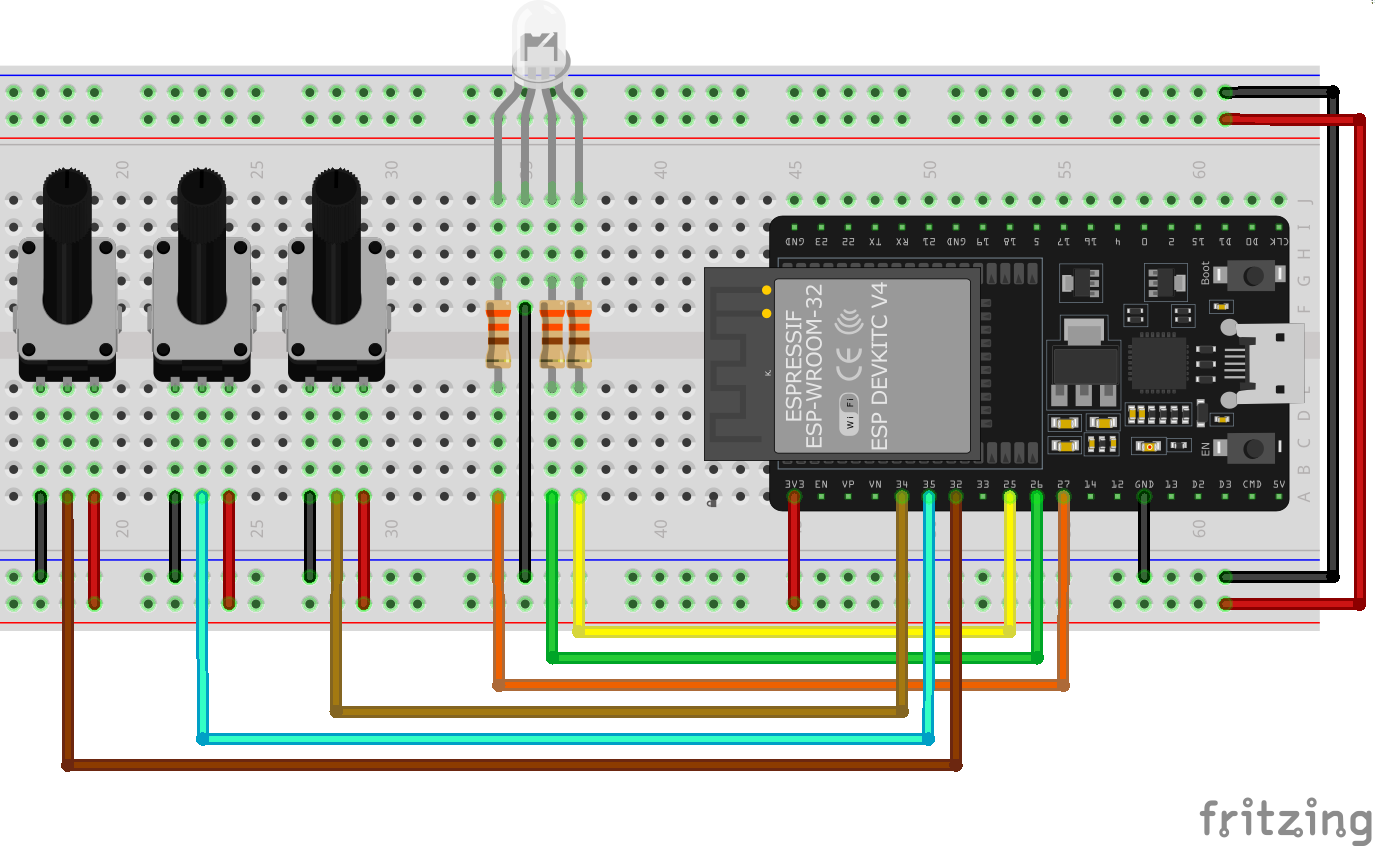 20 25 30 35 40 45 50 55 60
J
I
H
G
F
GND 23 22 TX RX 21 GND 19 18 5 17 16 4 0 2 15 D1 D0 CLK
Boot
ESPRESSIF
ESP-WROOM-32
CE
Wi Fi
ESP DEVKITC V4
E
D
C
B
A
EN
3V3 EN VP VN 34 35 32 33 25 26 27 14 12 GND 13 D2 D3 CMD 5V
20 25 30 40 60
fritzing